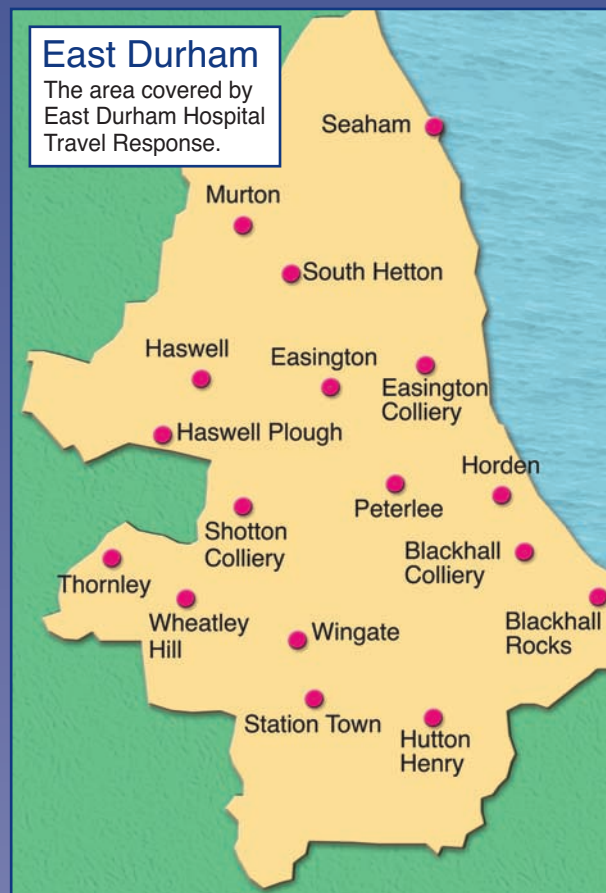 East Durham
The area covered by
East Durham Hospital
Travel Response.
Seaham
Murton
South Hetton
Haswell
Easington
Easington
Colliery
Haswell Plough
Horden
Peterlee
Shotton
Colliery
Blackhall
Colliery
Thornley
Wheatley
Hill
Wingate
Blackhall
Rocks
Station Town
Hutton
Henry